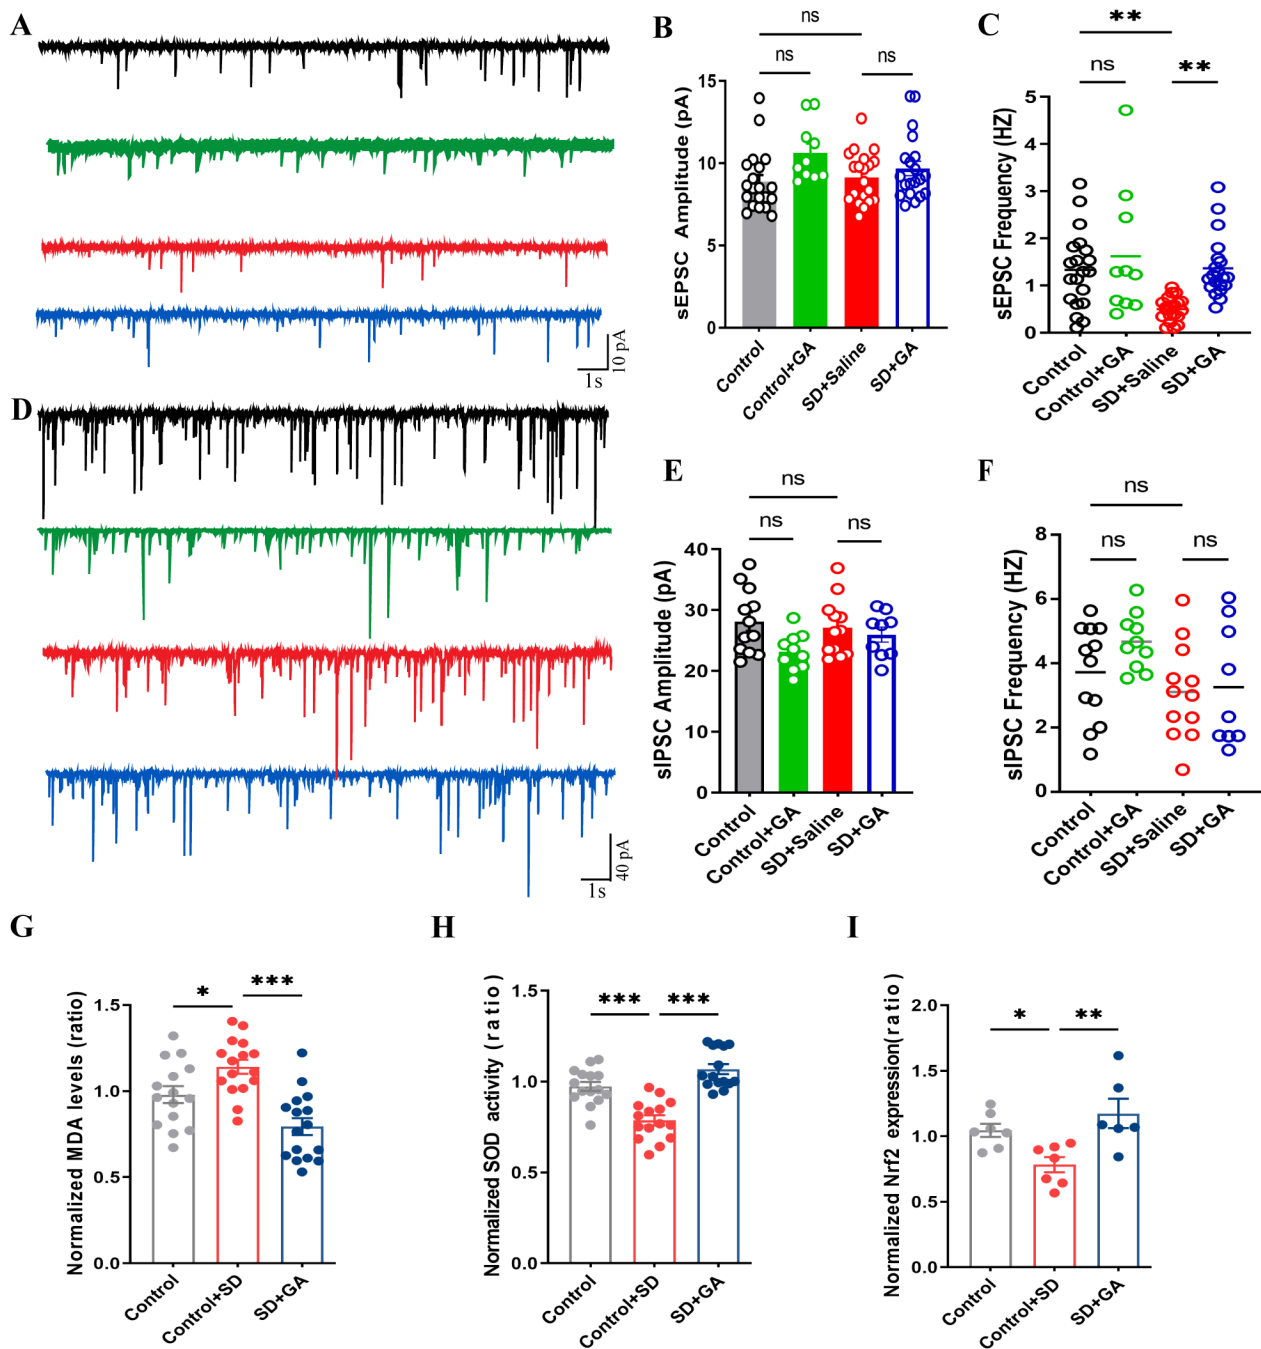 A
1s
10 pA
B
ns
ns
ns
sEPSC Amplitude (pA)
15
10
5
0
Control
Control+GA
SD+Saline
SD+GA
C
**
ns
**
sEPSC Frequency (HZ)
5
4
3
2
1
0
Control
Control+GA
SD+Saline
SD+GA
D
1s
40 pA
E
ns
ns
ns
sIPSC Amplitude (pA)
40
30
20
10
0
Control
Control+GA
SD+Saline
SD+GA
F
ns
ns
ns
sIPSC Frequency (HZ)
8
6
4
2
0
Control
Control+GA
SD+Saline
SD+GA
G
*
***
Normalized MDA levels (ratio)
1.5
1.0
0.5
0.0
Control
Control+SD
SD+GA
H
***
***
Normalized SOD activity (ratio)
1.5
1.0
0.5
0.0
Control
Control+SD
SD+GA
I
*
**
Normalized Nrf2 expression(ratio)
2.0
1.5
1.0
0.5
0.0
Control
Control+SD
SD+GA